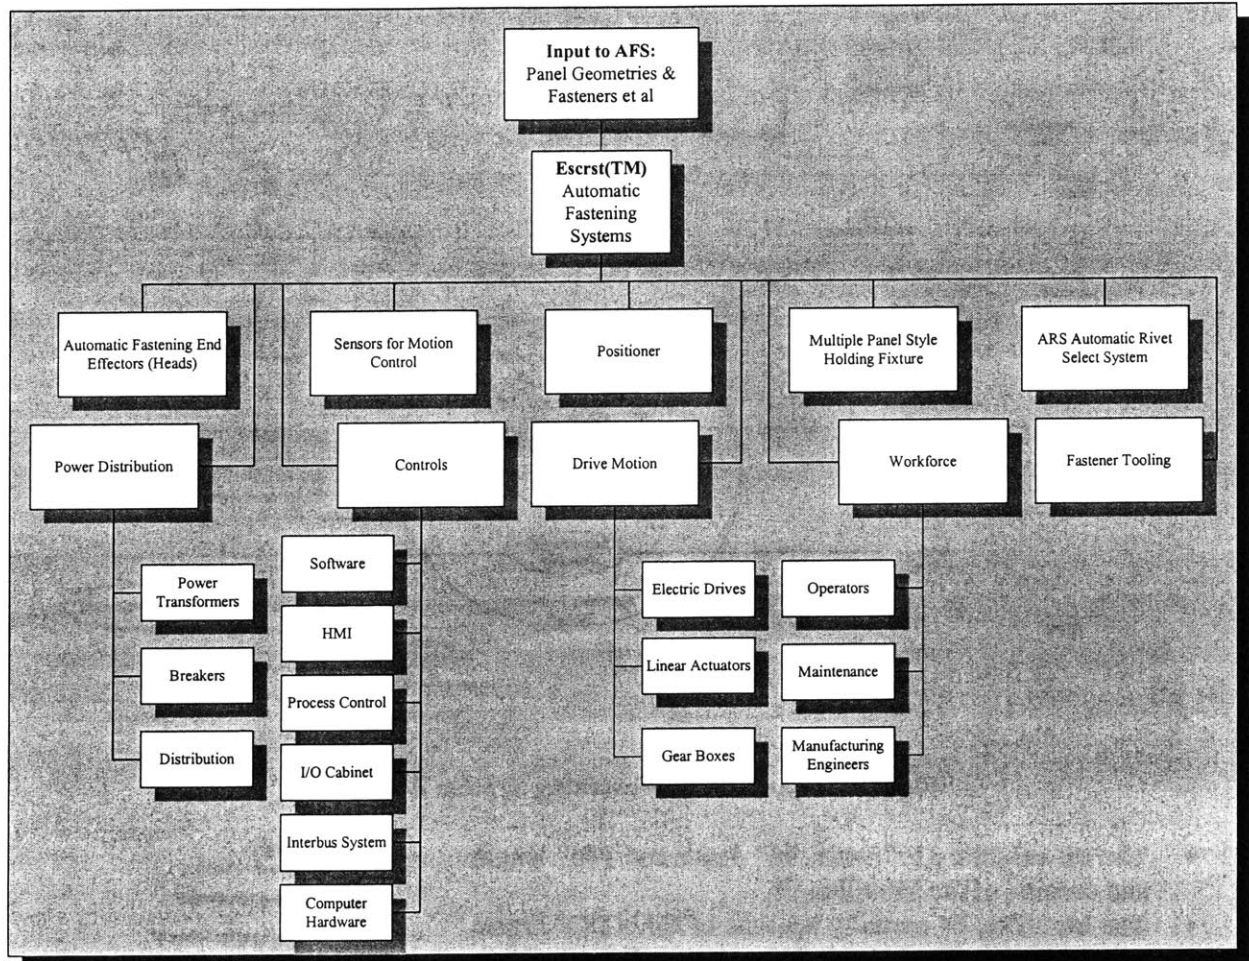 Input to AFS:
Panel Geometries &
Fasteners et al
Escrst(TM)
Automatic
Fastening
Systems
Automatic Fastening End
Effectors (Heads)
Sensors for Motion
Control
Positioner
Multiple Panel Style
Holding Fixture
ARS Automatic Rivet
Select System
Power Distribution
Controls
Drive Motion
Workforce
Fastener Tooling
Power
Transformers
Breakers
Distribution
Software
HMI
Process Control
I/O Cabinet
Interbus System
Computer
Hardware
Electric Drives
Linear Actuators
Gear Boxes
Operators
Maintenance
Manufacturing
Engineers